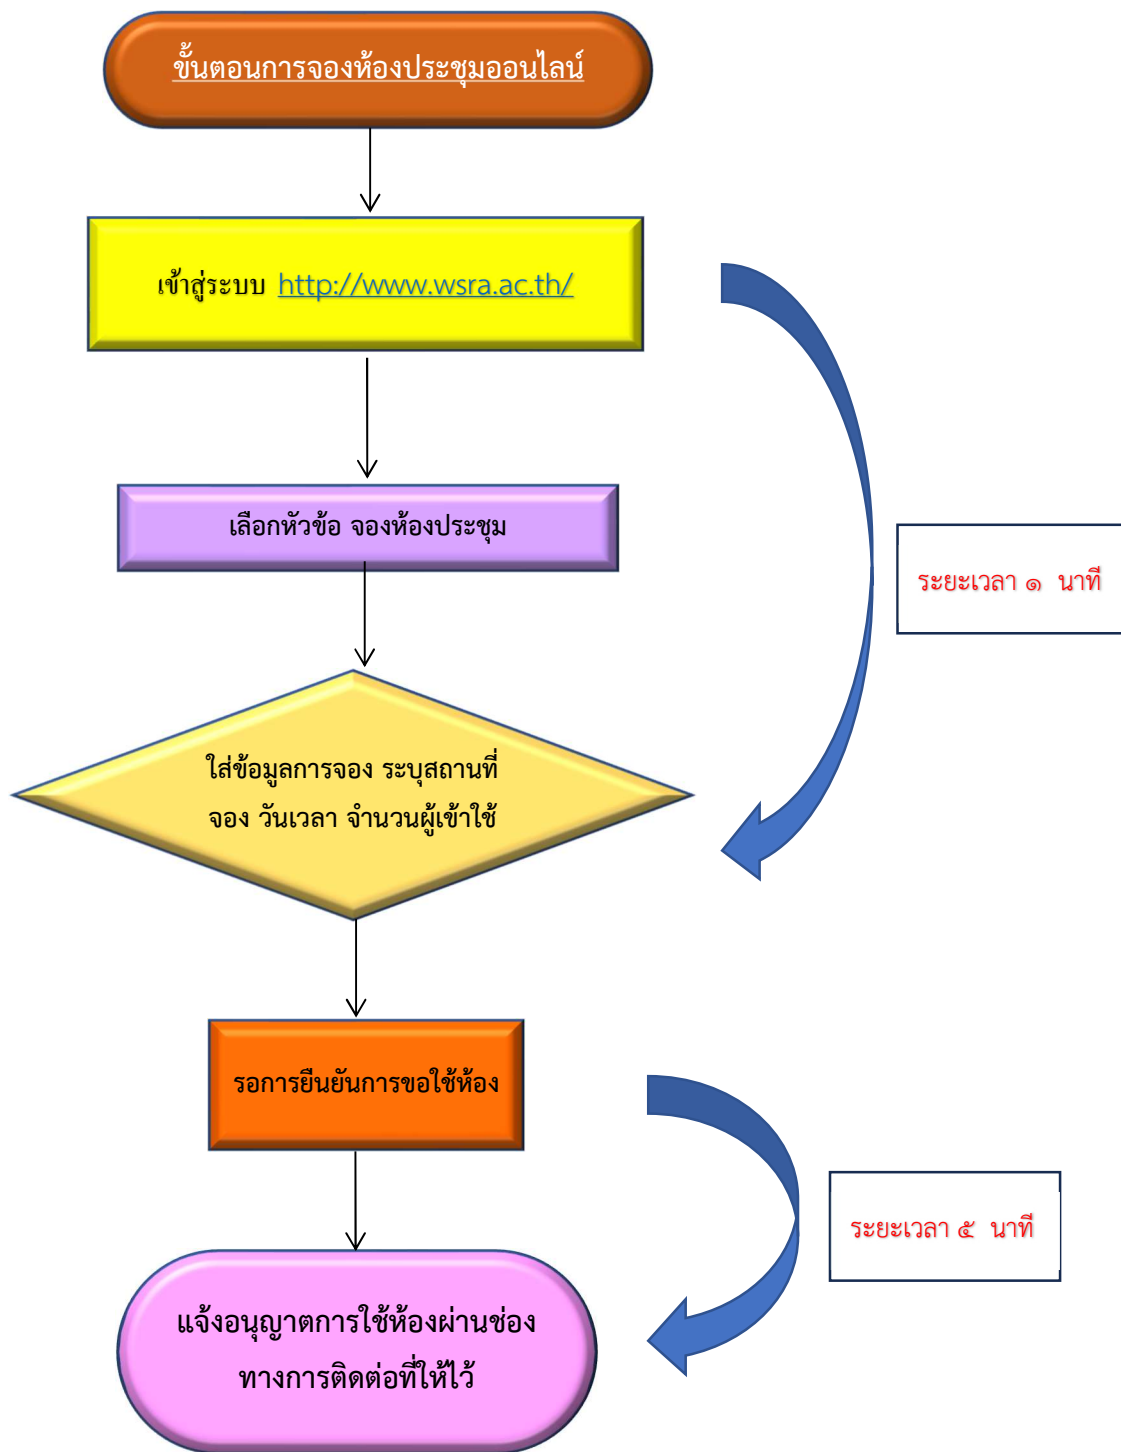 ขั้นตอนการจองห้องประชุมออนไลน์
เข้าสู่ระบบ http://www.wsra.ac.th/
เลือกหัวข้อ จองห้องประชุม
ระยะเวลา ๑ นาที
ใส่ข้อมูลการจอง ระบุสถานที่
จอง วันเวลา จำนวนผู้เข้าใช้
รอการยืนยันการขอใช้ห้อง
ระยะเวลา ๕ นาที
แจ้งอนุญาตการใช้ห้องผ่านช่อง
ทางการติดต่อที่ให้ไว้